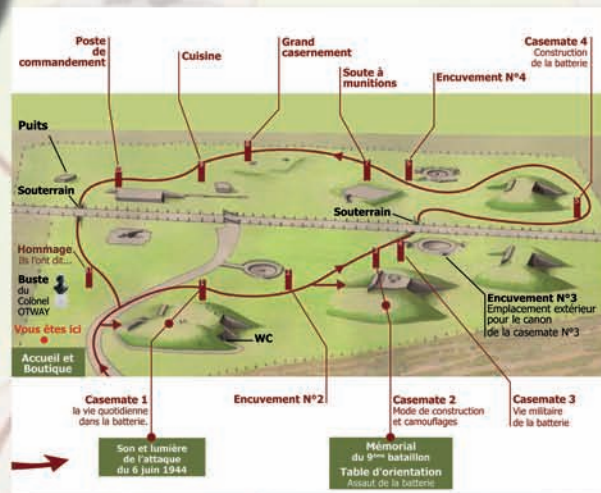 Poste
de
commandement
Cuisine
Grand
casernement
Soute à
munitions
Encuvement N°4
Casemate 4
Construction
de la batterie
Puits
Souterrain
Souterrain
Hommage
Ils l'ont dit...
Buste
du
Colonel
OTWAY
Vous êtes ici
Accueil et
Boutique
WC
Encuvement N°3
Emplacement extérieur
pour le canon
de la casemate N°3
Casemate 1
la vie quotidienne
dans la batterie.
Encuvement N°2
Casemate 2
Mode de construction
et camouflages
Casemate 3
Vie militaire
de la batterie
Son et lumière
de l'attaque
du 6 juin 1944
Mémorial
du 9ème bataillon
Table d'orientation
Assaut de la batterie